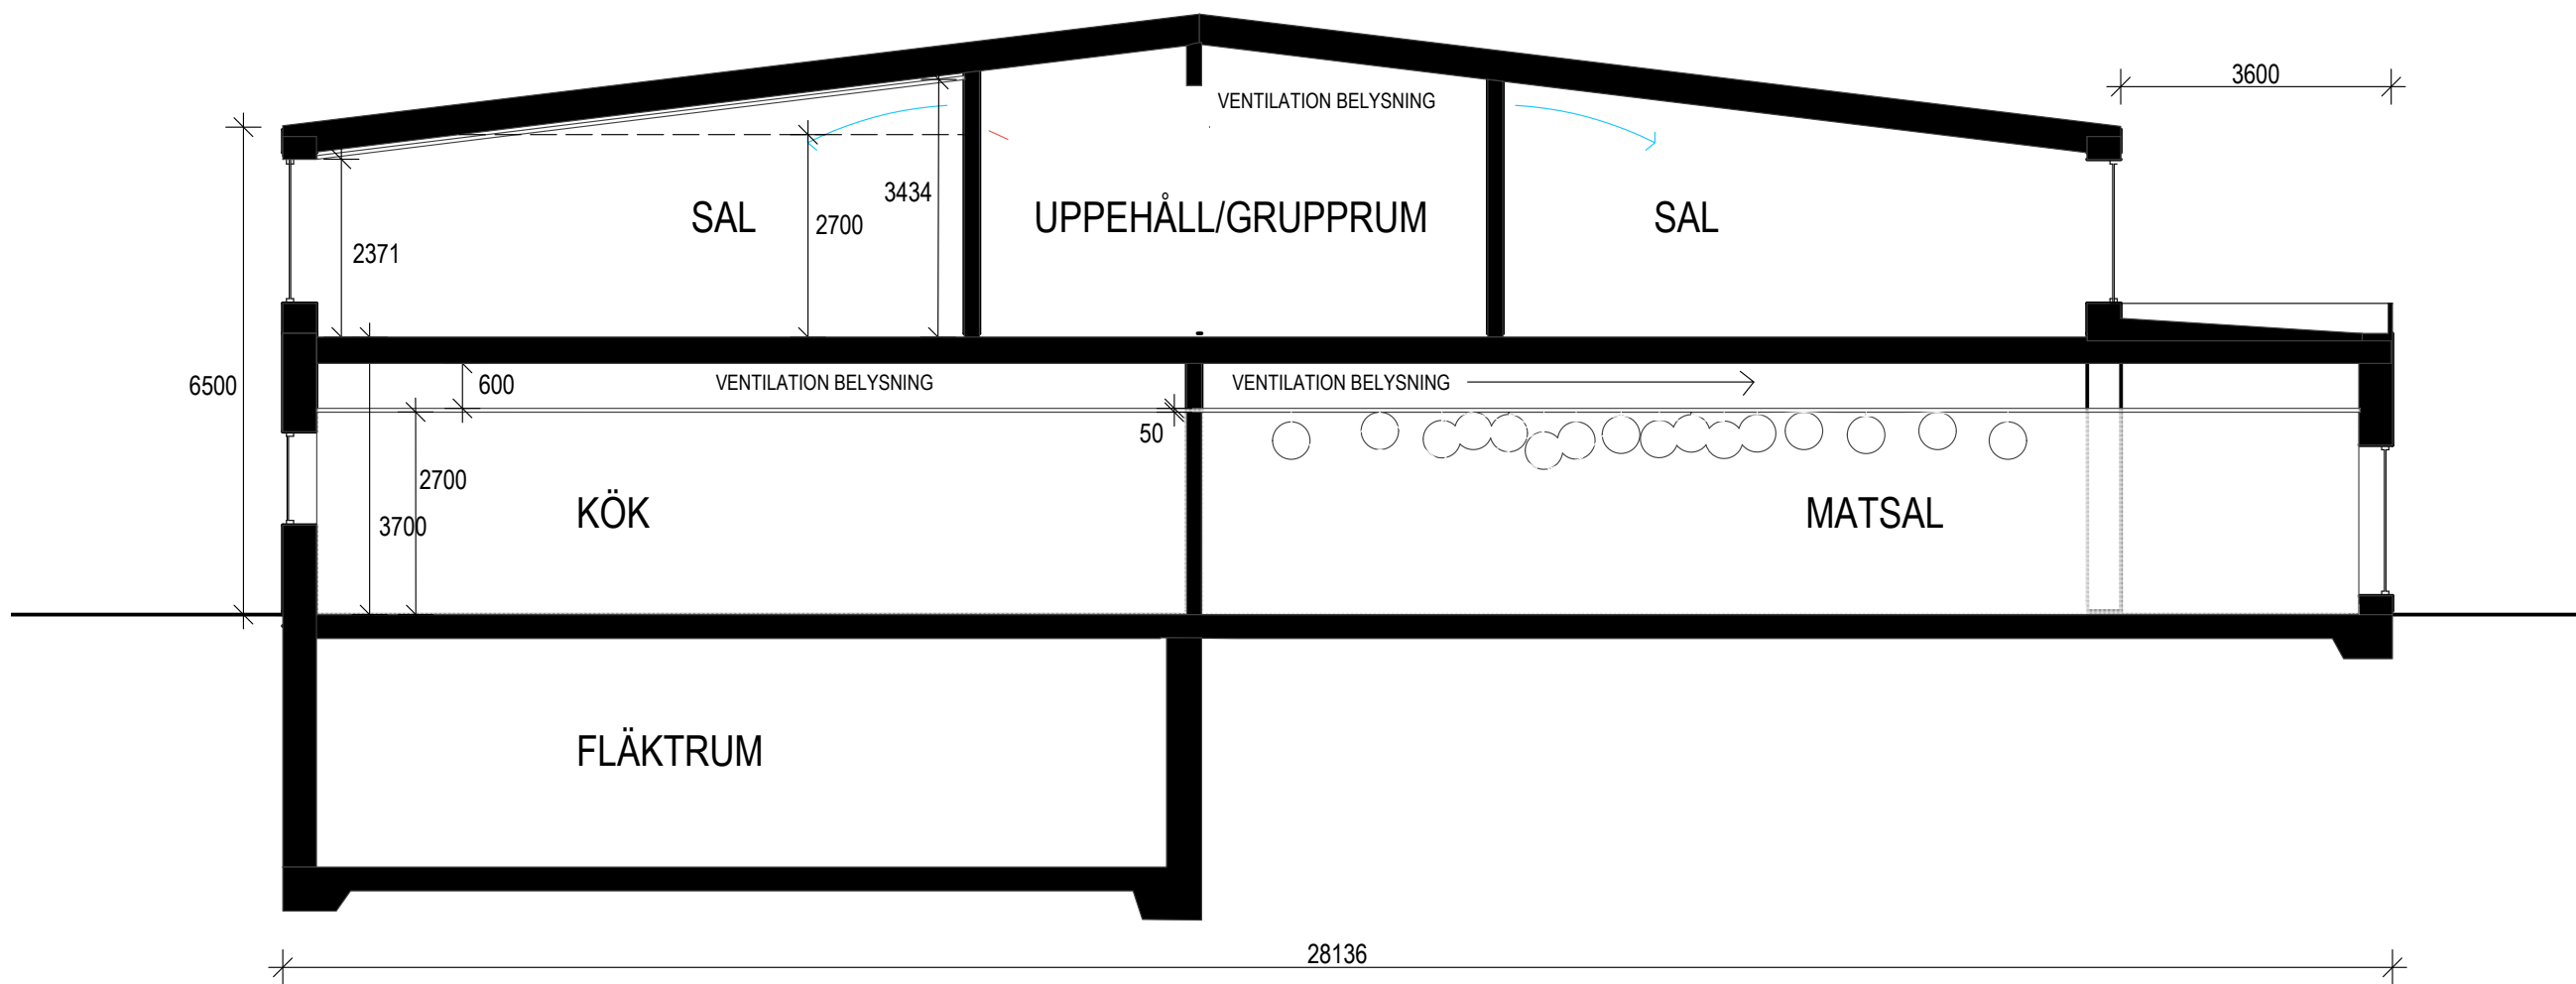 3600
VENTILATION BELYSNING
3434
SAL
2700
UPPEHÅLL/GRUPPRUM
SAL
2371
6500
600
VENTILATION BELYSNING
VENTILATION BELYSNING
50
2700
3700
KÖK
MATSAL
FLÄKTRUM
28136